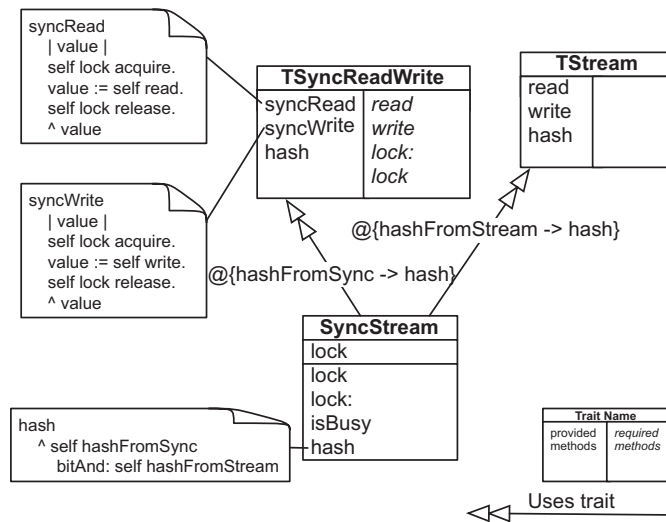 syncRead
| value |
self lock acquire.
value := self read.
self lock release.
^ value
TSyncReadWrite
syncRead
syncWrite
hash
read
write
lock:
lock
TStream
read
write
hash
syncWrite
| value |
self lock acquire.
value := self write.
self lock release.
^ value
@{hashFromStream -> hash}
@{hashFromSync -> hash}
SyncStream
lock
lock
lock:
isBusy
hash
hash
^ self hashFromSync
bitAnd: self hashFromStream
Trait Name
provided
methods
required
methods
Uses trait